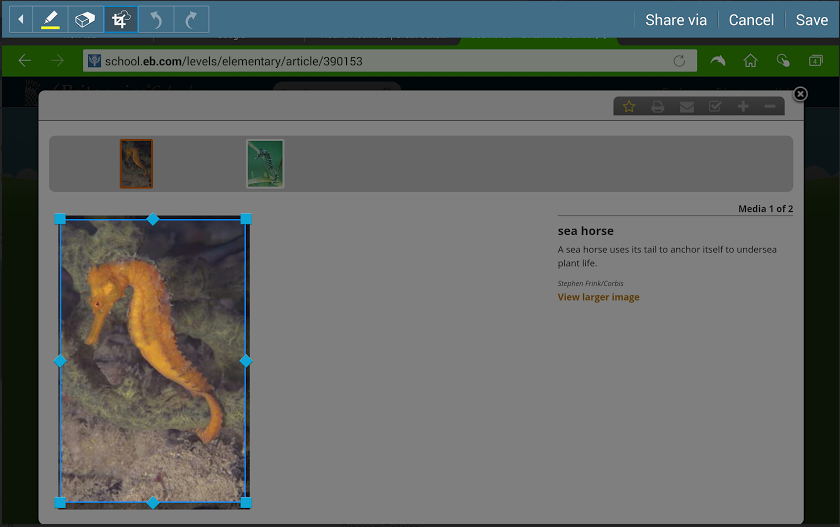 Share via
Cancel
Save
school.eb.com/levels/elementary/article/390153
4
Media 1 of 2
sea horse
A sea horse uses its tail to anchor itself to undersea
plant life.
Stephen Frink/Corbis
View larger image